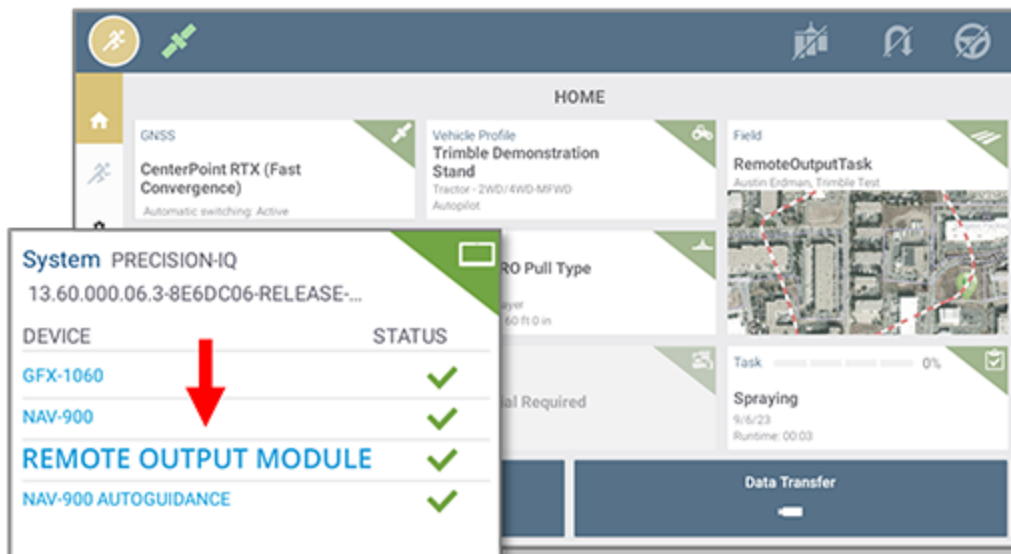 HOME
GNSS
CenterPoint RTX (Fast
Convergence)
Automatic switching: Active
Vehicle Profile
Trimble Demonstration
Stand
Tractor - 2WD/4WD-MFWD
Autopilot
Field
RemoteOutputTask
Austin Erdman, Trimble Test
RO Pull Type
ayer
60 ft 0 in
ial Required
Task
0%
Spraying
9/6/23
Runtime: 00:03
Data Transfer
System PRECISION-IQ
13.60.000.06.3-8E6DC06-RELEASE-...
DEVICE STATUS
GFX-1060
NAV-900
REMOTE OUTPUT MODULE
NAV-900 AUTOGUIDANCE